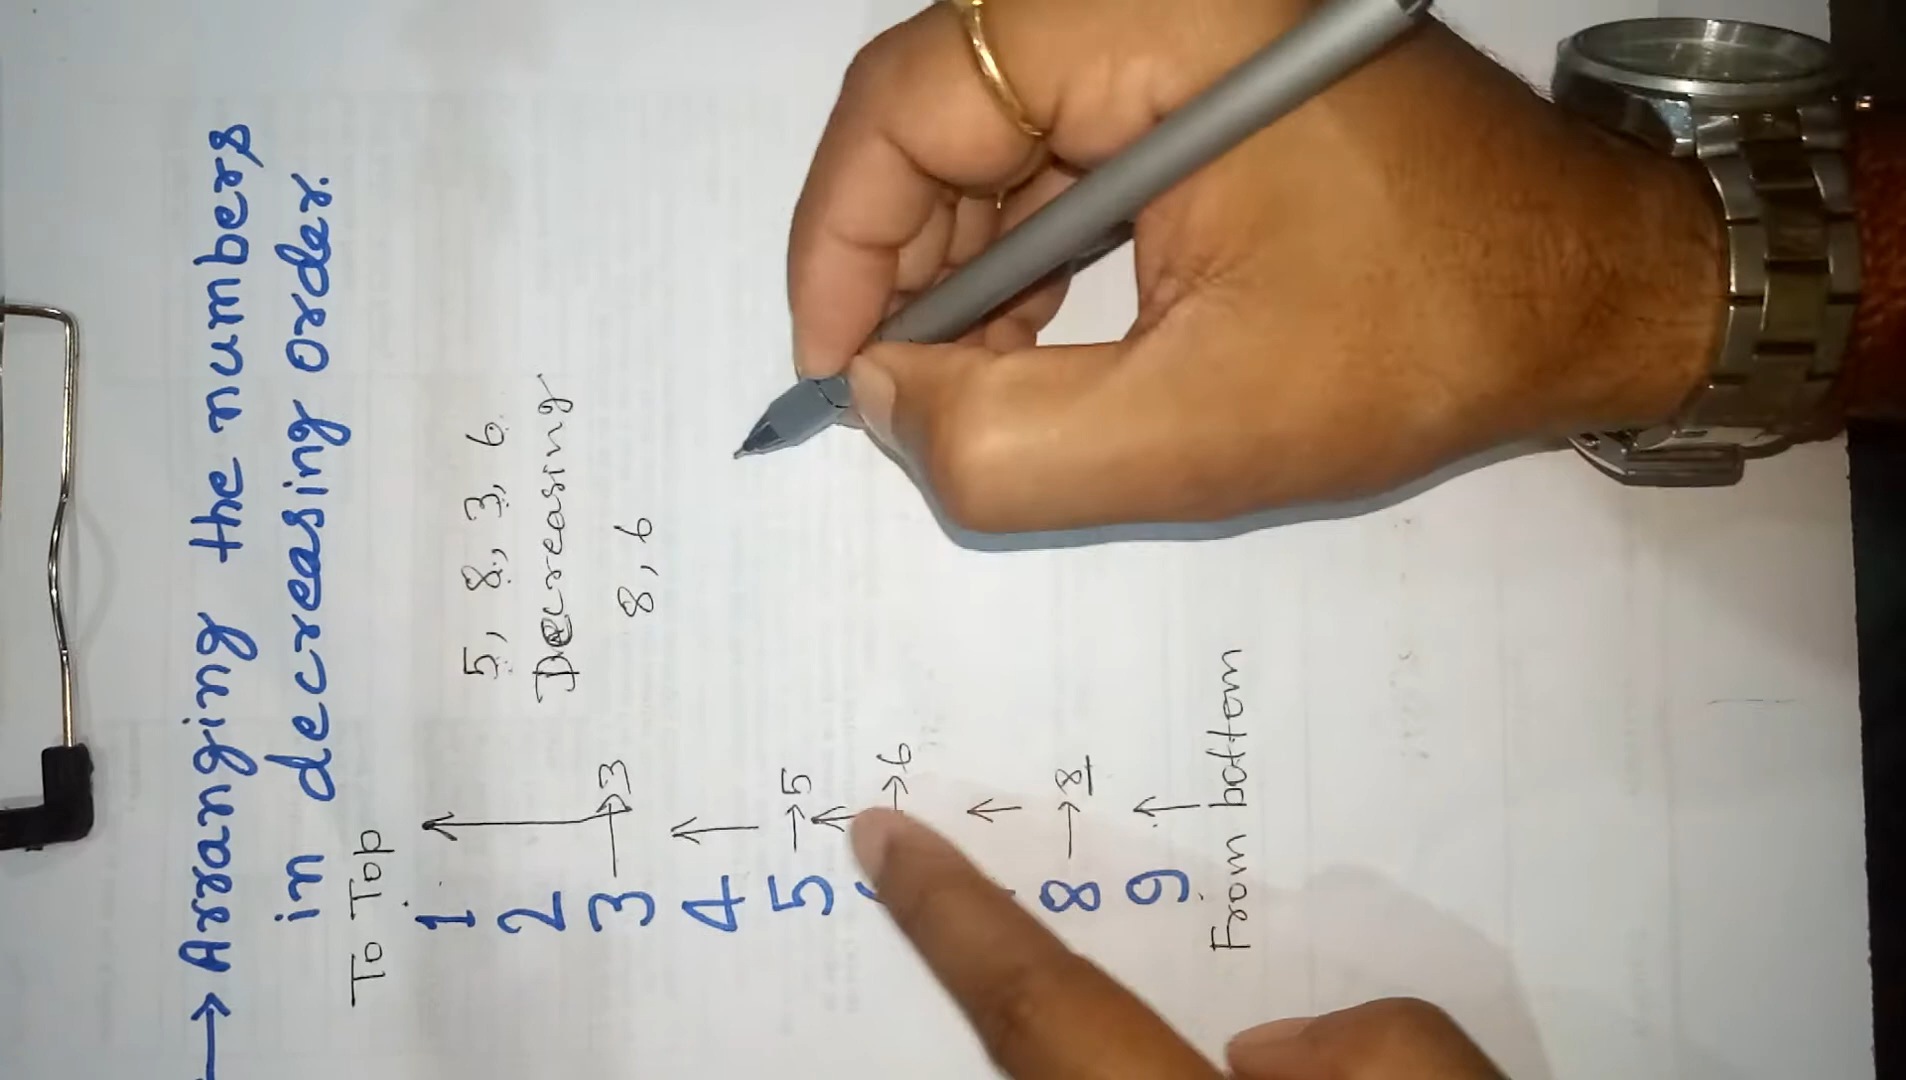 → Arranging the numbers
in decreasing order.
To Top
1
2
3 → 3
4
5 → 5
→ 6
8 → 8
9
From bottom
5, 8, 3, 6
Decreasing
8, 6